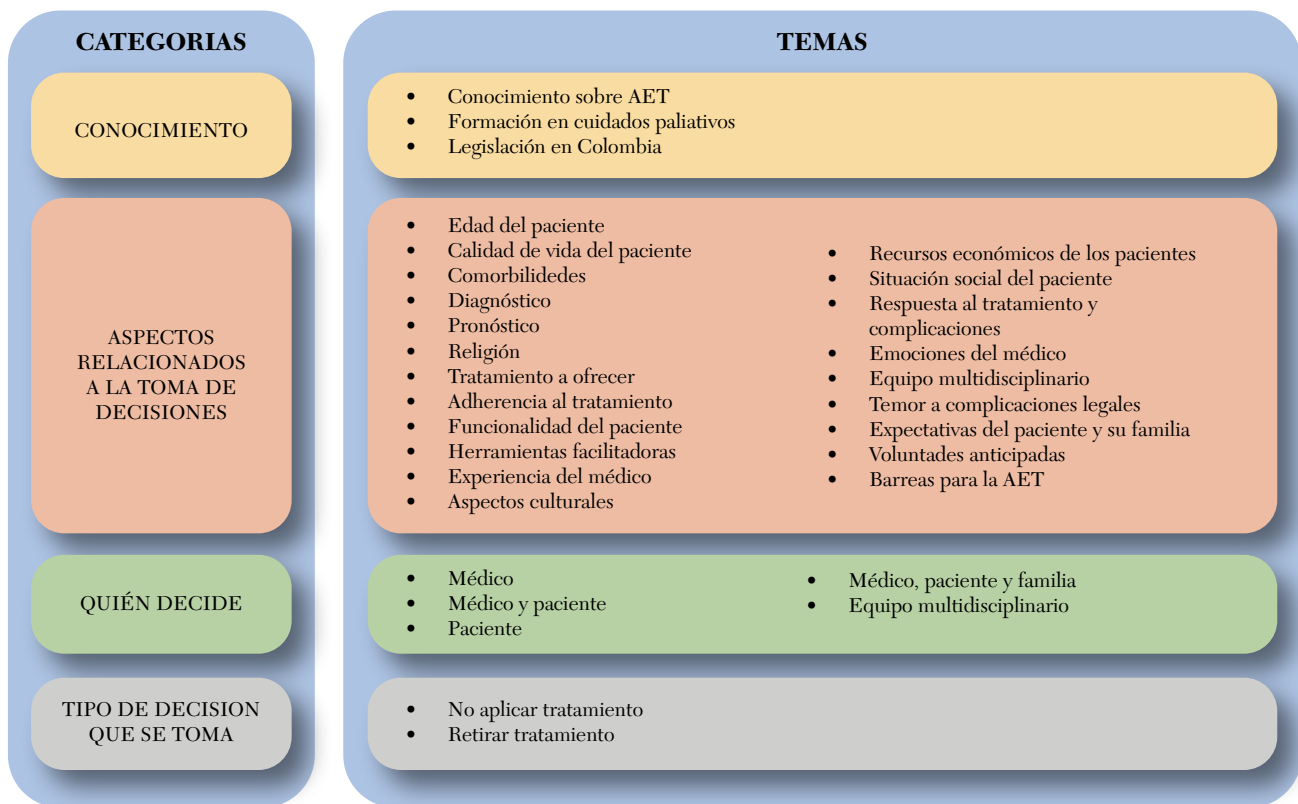 CATEGORIAS
TEMAS
CONOCIMIENTO
• Conocimiento sobre AET
• Formación en cuidados paliativos
• Legislación en Colombia
ASPECTOS
RELACIONADOS
A LA TOMA DE
DECISIONES
• Edad del paciente
• Calidad de vida del paciente
• Comorbilidades
• Diagnóstico
• Pronóstico
• Religión
• Tratamiento a ofrecer
• Adherencia al tratamiento
• Funcionalidad del paciente
• Herramientas facilitadoras
• Experiencia del médico
• Aspectos culturales
• Recursos económicos de los pacientes
• Situación social del paciente
• Respuesta al tratamiento y
complicaciones
• Emociones del médico
• Equipo multidisciplinario
• Temor a complicaciones legales
• Expectativas del paciente y su familia
• Voluntades anticipadas
• Barreas para la AET
QUIÉN DECIDE
• Médico
• Médico y paciente
• Paciente
• Médico, paciente y familia
• Equipo multidisciplinario
TIPO DE DECISION
QUE SE TOMA
• No aplicar tratamiento
• Retirar tratamiento